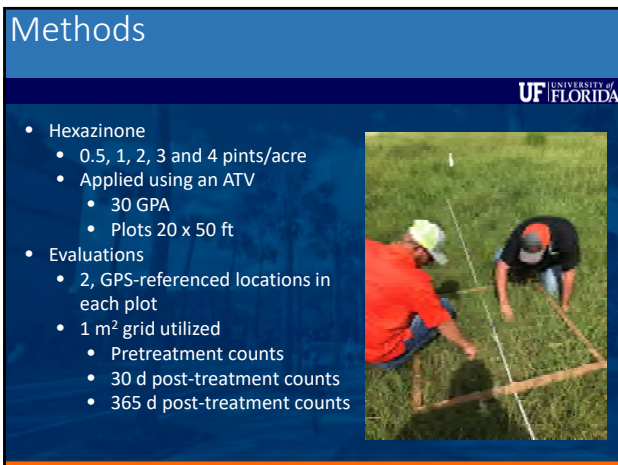 Methods
UF UNIVERSITY of
FLORIDA
• Hexazinone
• 0.5, 1, 2, 3 and 4 pints/acre
• Applied using an ATV
• 30 GPA
• Plots 20 x 50 ft
• Evaluations
• 2, GPS-referenced locations in
each plot
• 1 m² grid utilized
• Pretreatment counts
• 30 d post-treatment counts
• 365 d post-treatment counts